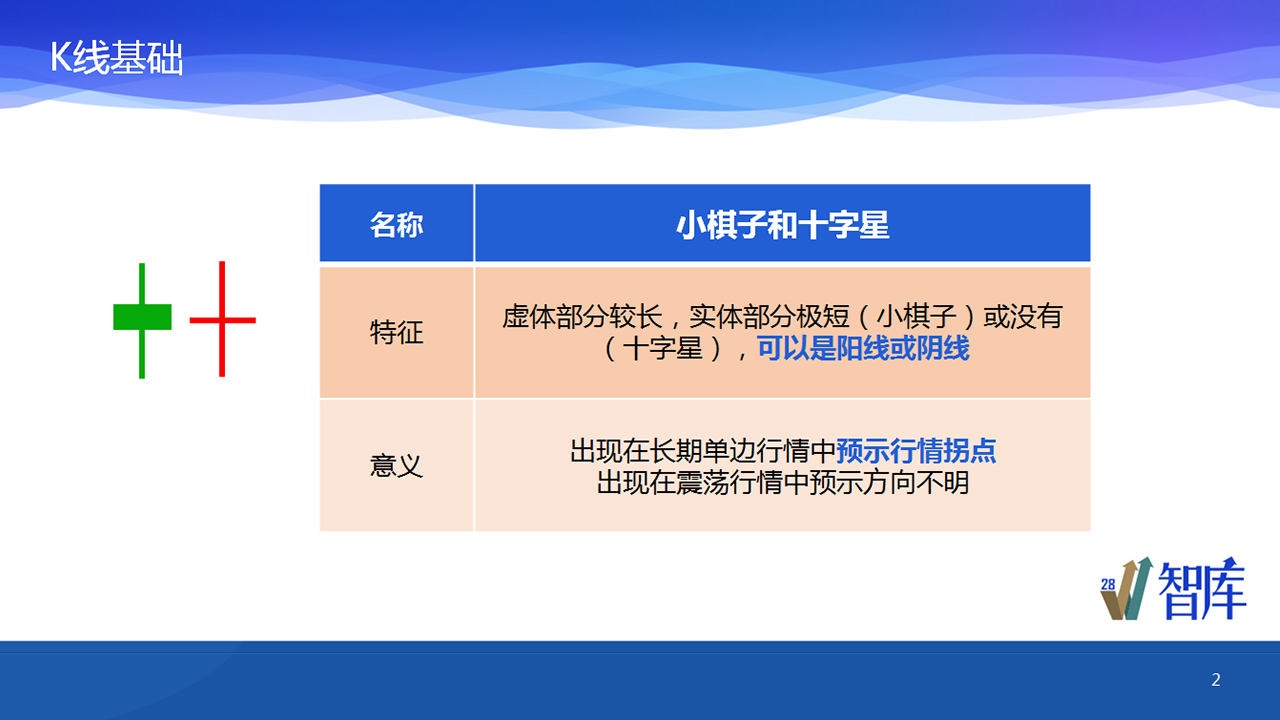 K线基础
名称
小棋子和十字星
特征
虚体部分较长，实体部分极短（小棋子）或没有
（十字星），可以是阳线或阴线
意义
出现在长期单边行情中预示行情拐点
出现在震荡行情中预示方向不明
28
智库
2